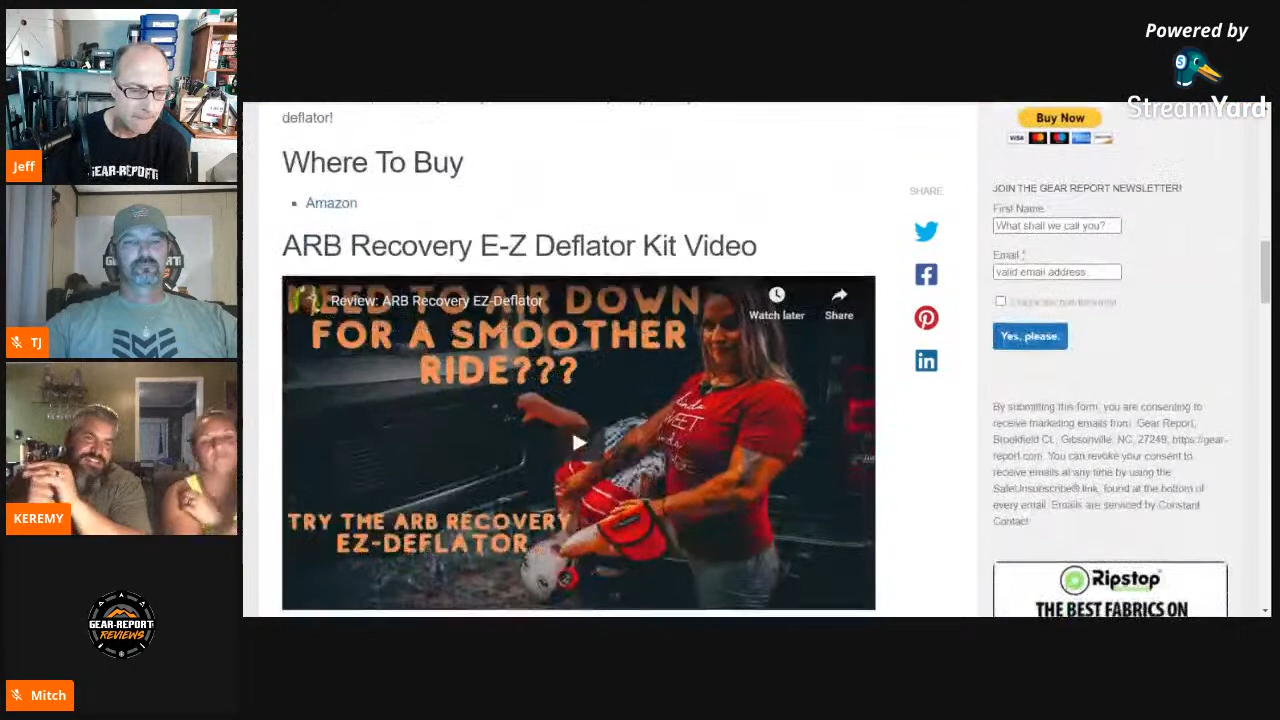 Powered by
StreamYard
GEAR-REPORT
Jeff
TJ
KEREMY
GEAR-REPORT
REVIEWS
Mitch
deflator!
Where To Buy
Amazon
ARB Recovery E-Z Deflator Kit Video
Review: ARB Recovery EZ-Deflator
Watch later
Share
NEED TO AIR DOWN
FOR A SMOOTHER
RIDE???
TRY THE ARB RECOVERY
EZ-DEFLATOR
SHARE
Buy Now
VISA
JOIN THE GEAR REPORT NEWSLETTER!
First Name
What shall we call you?
Email *
valid email address
Yes, please.
By submitting this form, you are consenting to
receive marketing emails from: Gear Report,
Brookfield Ct., Gibsonville, NC, 27249, https://gear-
report.com. You can revoke your consent to
receive emails at any time by using the
SafeUnsubscribe® link, found at the bottom of
every email. Emails are serviced by Constant
Contact
Ripstop
THE BEST FABRICS ON